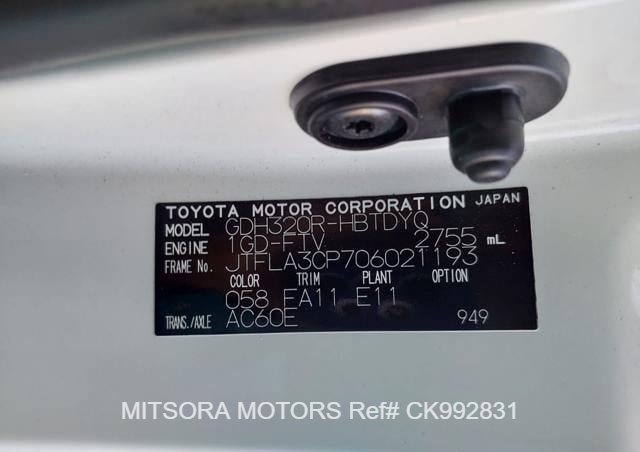 TOYOTA MOTOR CORPORATION JAPAN
MODEL GDH320R-HBTDYQ
ENGINE 1GD-FTV 2755 mL
FRAME No. JTFLA3CP706021193
COLOR TRIM PLANT OPTION
058 EA11 E11
TRANS./AXLE AC60E 949
MITSORA MOTORS Ref# CK992831